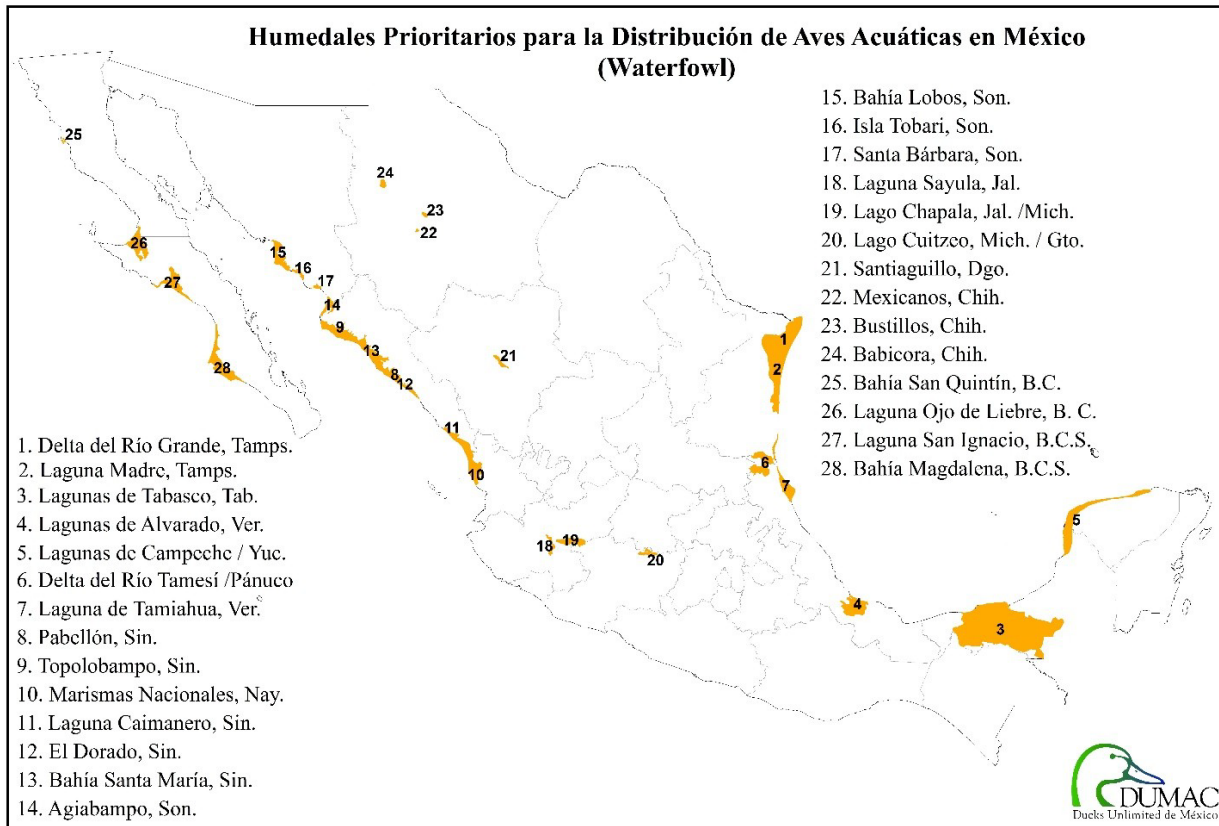 Humedales Prioritarios para la Distribución de Aves Acuáticas en México
(Waterfowl)
15. Bahía Lobos, Son.
16. Isla Tobari, Son.
17. Santa Bárbara, Son.
18. Laguna Sayula, Jal.
19. Lago Chapala, Jal. /Mich.
20. Lago Cuitzeo, Mich. / Gto.
21. Santiaguillo, Dgo.
22. Mexicanos, Chih.
23. Bustillos, Chih.
24. Babicora, Chih.
25. Bahía San Quintín, B.C.
26. Laguna Ojo de Liebre, B. C.
27. Laguna San Ignacio, B.C.S.
28. Bahía Magdalena, B.C.S.
25
24
23
22
26
15
16
27
17
14
9
1
13
21
2
28
8
12
11
10
6
7
5
19
18
20
4
3
1. Delta del Río Grande, Tamps.
2. Laguna Madre, Tamps.
3. Lagunas de Tabasco, Tab.
4. Lagunas de Alvarado, Ver.
5. Lagunas de Campeche / Yuc.
6. Delta del Río Tamesí /Pánuco
7. Laguna de Tamiahua, Ver.
8. Pabellón, Sin.
9. Topolobampo, Sin.
10. Marismas Nacionales, Nay.
11. Laguna Caimanero, Sin.
12. El Dorado, Sin.
13. Bahía Santa María, Sin.
14. Agiabampo, Son.
DUMAC
Ducks Unlimited de México